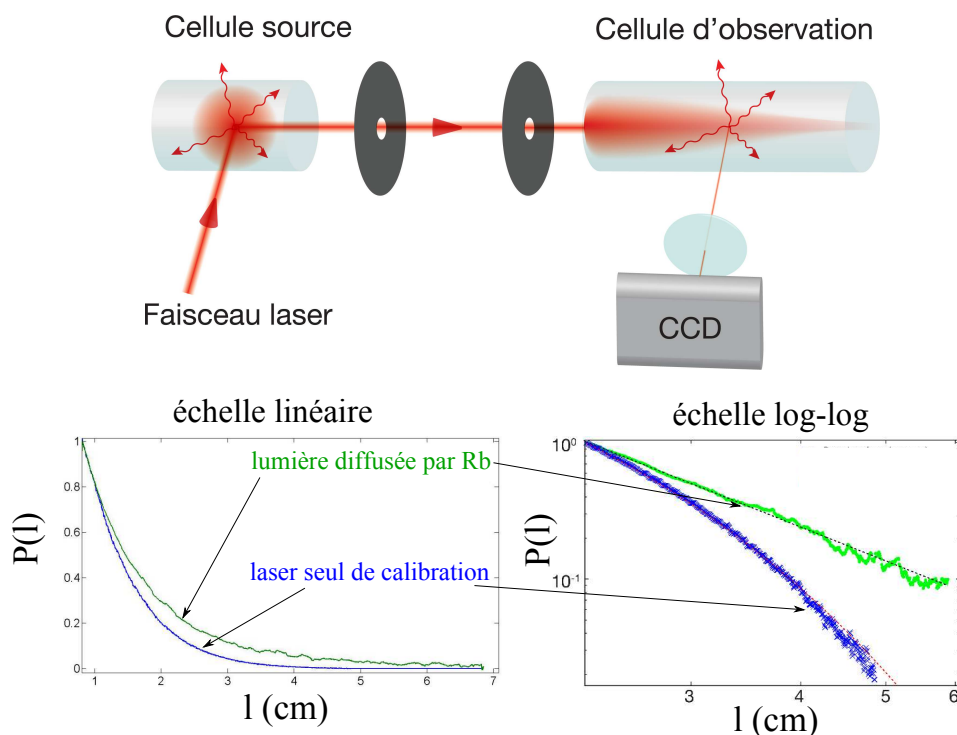 Cellule source
Cellule d'observation
Faisceau laser
CCD
échelle linéaire
échelle log-log
1
0.8
0.6
0.4
0.2
0
P(l)
lumière diffusée par Rb
laser seul de calibration
1
2
3
4
5
6
7
l (cm)
10⁰
10⁻¹
P(l)
3
4
5
6
l (cm)